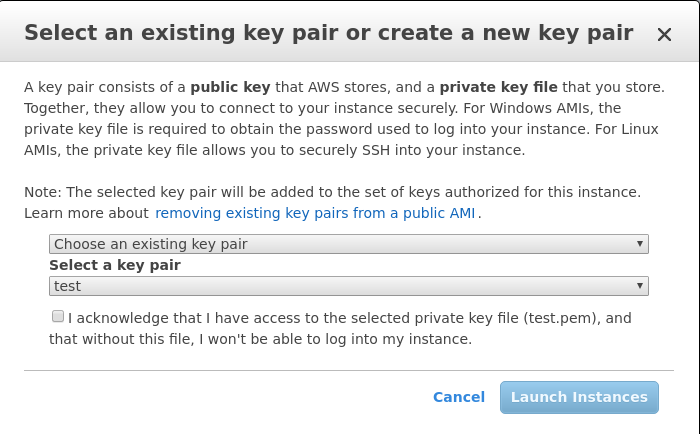 Select an existing key pair or create a new key pair
A key pair consists of a public key that AWS stores, and a private key file that you store.
Together, they allow you to connect to your instance securely. For Windows AMIs, the
private key file is required to obtain the password used to log into your instance. For Linux
AMIs, the private key file allows you to securely SSH into your instance.
Note: The selected key pair will be added to the set of keys authorized for this instance.
Learn more about removing existing key pairs from a public AMI.
Choose an existing key pair
Select a key pair
test
I acknowledge that I have access to the selected private key file (test.pem), and
that without this file, I won't be able to log into my instance.
Cancel Launch Instances